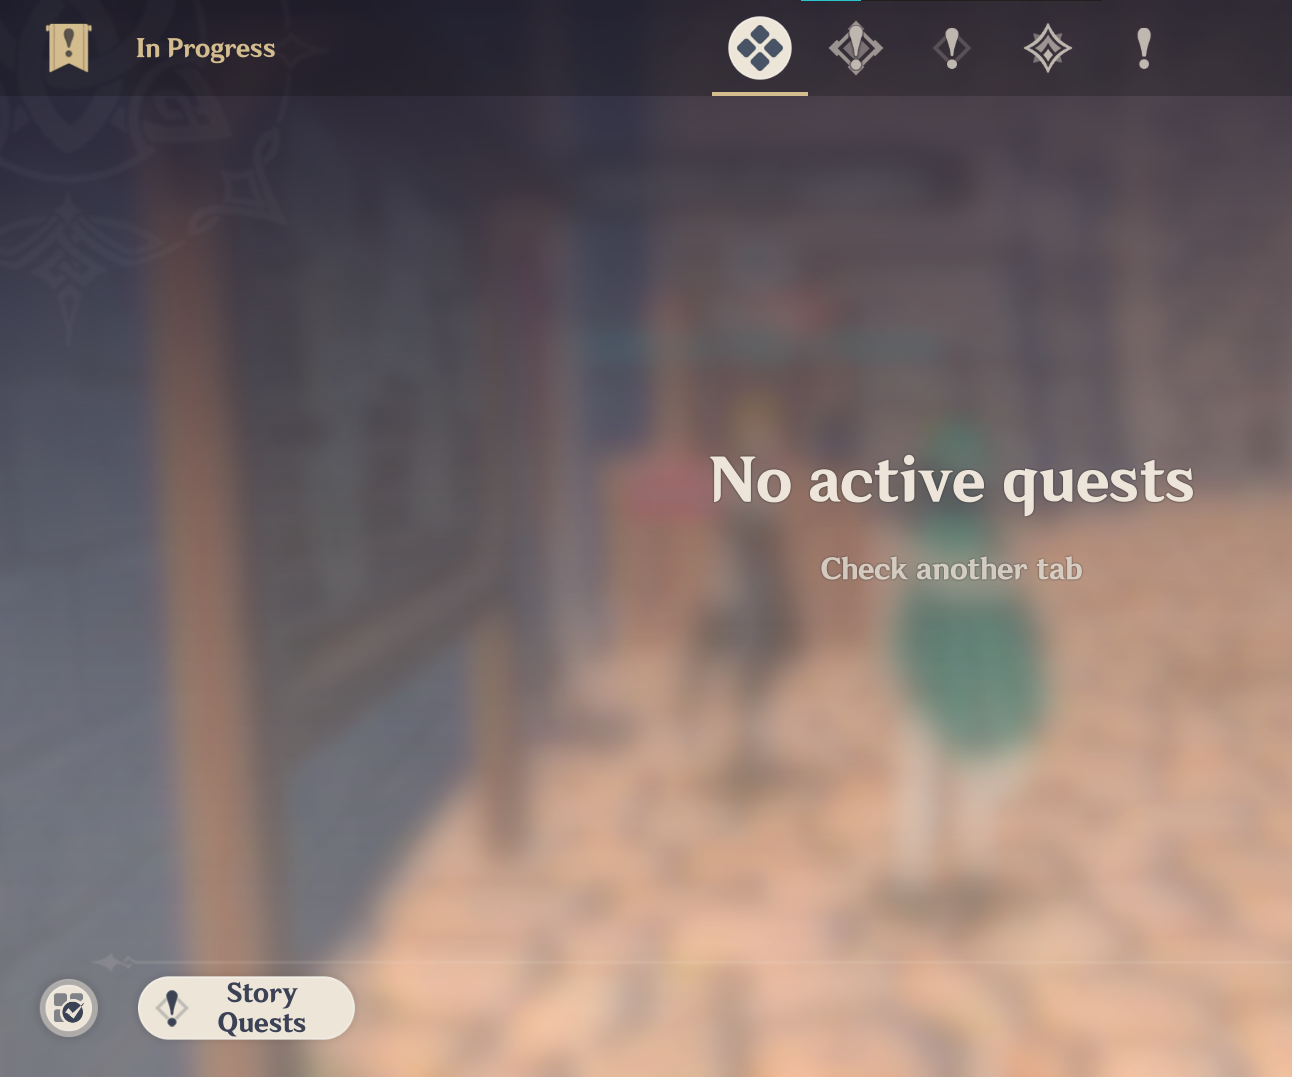 In Progress
No active quests
Check another tab
Story
Quests